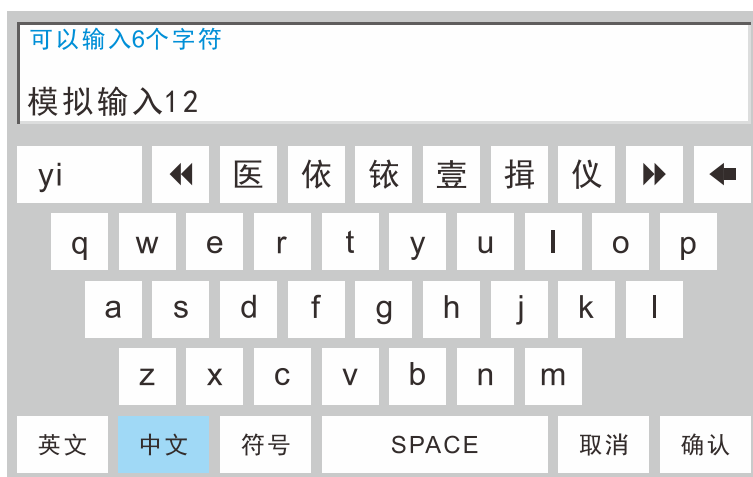 可以输入6个字符
模拟输入12
yi 医 依 铱 壹 揖 仪
q w e r t y u I o p
a s d f g h j k l
z x c v b n m
英文 中文 符号 SPACE 取消 确认